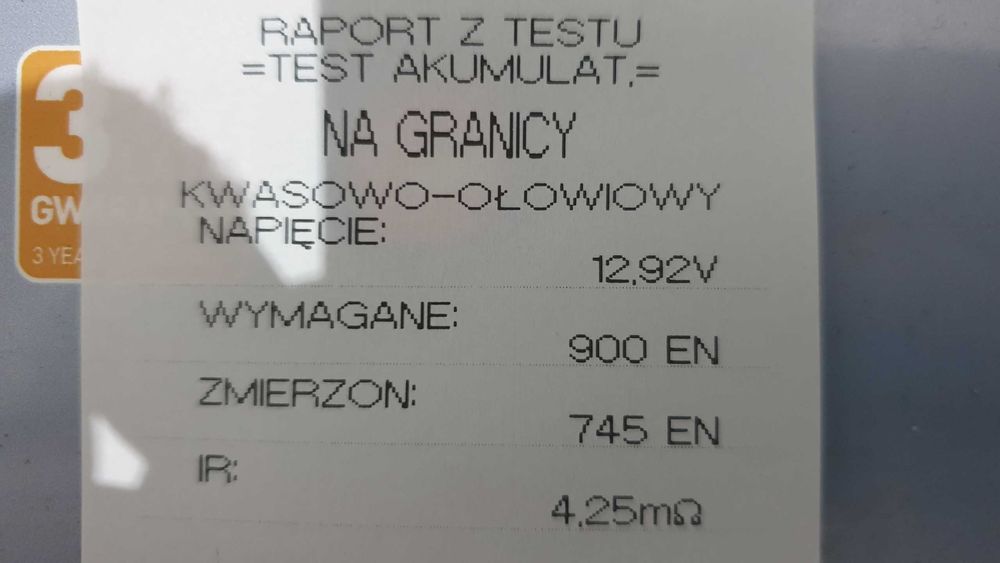 RAPORT Z TESTU
=TEST AKUMULAT.=
NA GRANICY
KWASOWO-OŁOWIOWY
NAPIĘCIE:
12,92V
WYMAGANE:
900 EN
ZMIERZON:
745 EN
IR:
4,25mΩ
3
GW
3 YEA